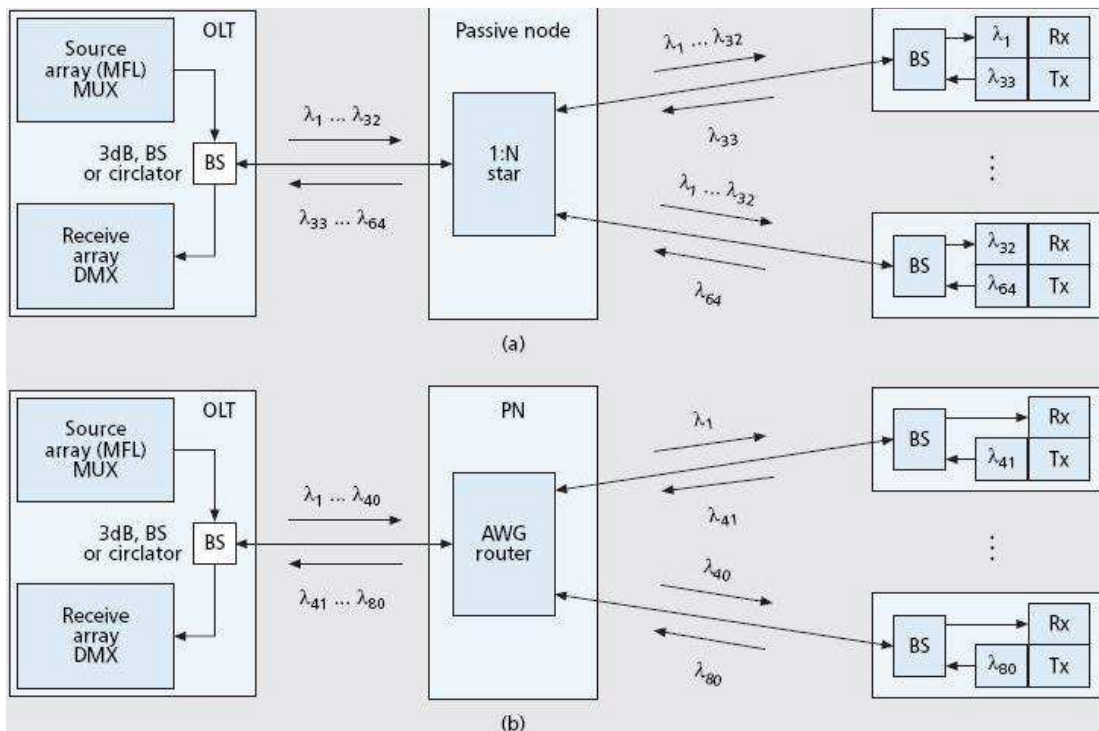 OLT
Source
array (MFL)
MUX
3dB, BS
or circlator
BS
Receive
array
DMX
λ1 ... λ32
λ33 ... λ64
Passive node
1:N
star
λ1 ... λ32
λ33
λ1 ... λ32
λ64
BS
λ1 Rx
λ33 Tx
⋮
BS
λ32 Rx
λ64 Tx
(a)
OLT
Source
array (MFL)
MUX
3dB, BS
or circlator
BS
Receive
array
DMX
λ1 ... λ40
λ41 ... λ80
PN
AWG
router
λ1
λ41
λ40
λ80
BS
Rx
λ41 Tx
⋮
BS
Rx
λ80 Tx
(b)